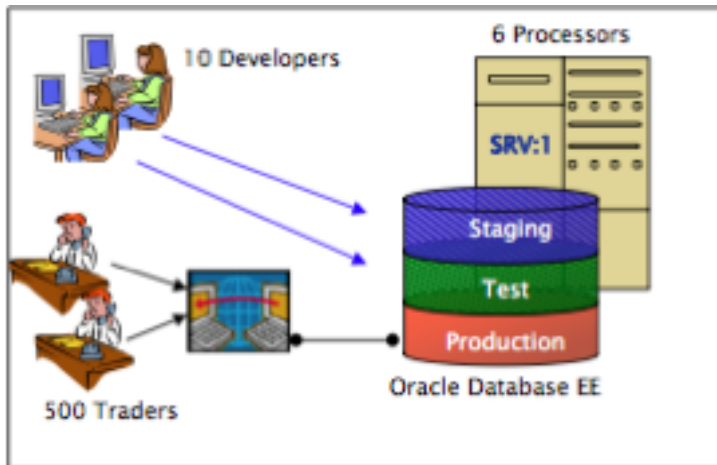 6 Processors
10 Developers
SRV:1
Staging
Test
Production
Oracle Database EE
500 Traders